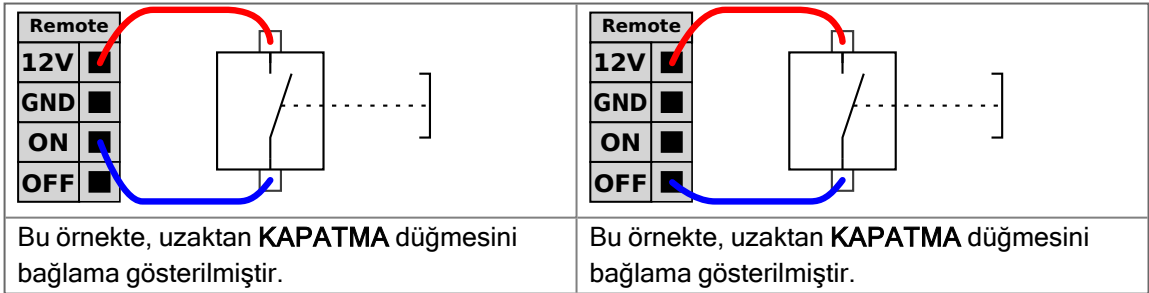 Remote
12V
GND
ON
OFF
Bu örnekte, uzaktan KAPATMA düğmesini
bağlama gösterilmiştir.
Remote
12V
GND
ON
OFF
Bu örnekte, uzaktan KAPATMA düğmesini
bağlama gösterilmiştir.